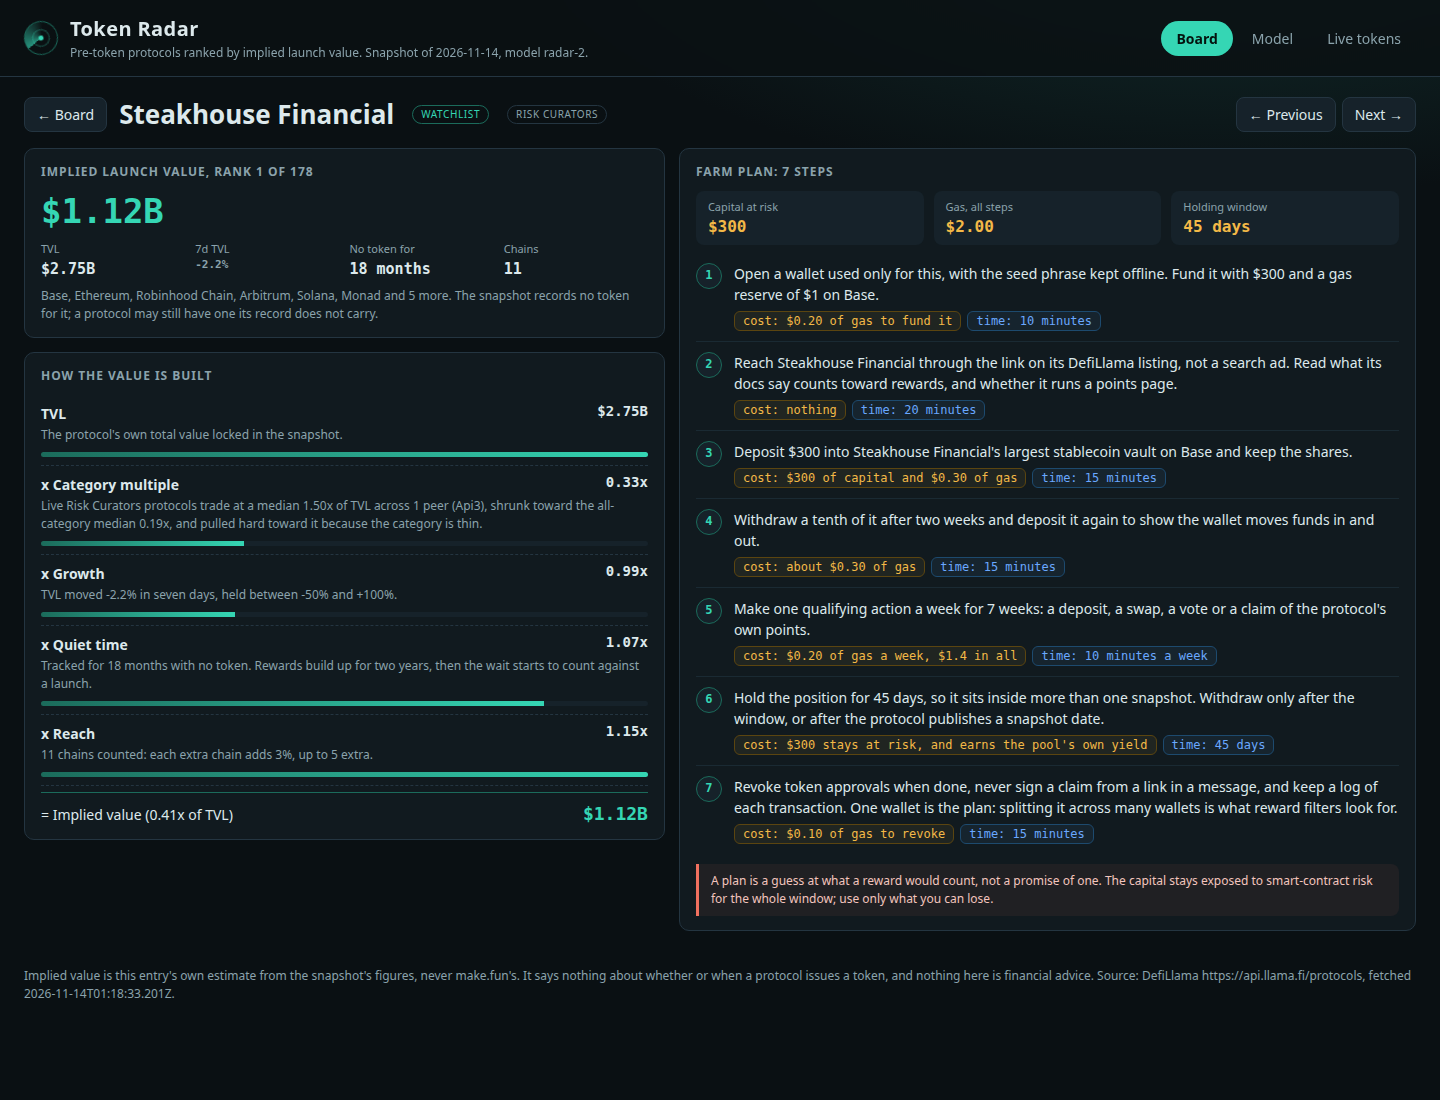 Token Radar
Pre-token protocols ranked by implied launch value. Snapshot of 2026-11-14, model radar-2.
Board
Model
Live tokens
← Board
Steakhouse Financial
WATCHLIST
RISK CURATORS
← Previous
Next →
IMPLIED LAUNCH VALUE, RANK 1 OF 178
$1.12B
TVL
7d TVL
No token for
Chains
$2.75B
-2.2%
18 months
11
Base, Ethereum, Robinhood Chain, Arbitrum, Solana, Monad and 5 more. The snapshot records no token
for it; a protocol may still have one its record does not carry.
HOW THE VALUE IS BUILT
TVL
$2.75B
The protocol's own total value locked in the snapshot.
x Category multiple
0.33x
Live Risk Curators protocols trade at a median 1.50x of TVL across 1 peer (Api3), shrunk toward the all-
category median 0.19x, and pulled hard toward it because the category is thin.
x Growth
0.99x
TVL moved -2.2% in seven days, held between -50% and +100%.
x Quiet time
1.07x
Tracked for 18 months with no token. Rewards build up for two years, then the wait starts to count against
a launch.
x Reach
1.15x
11 chains counted: each extra chain adds 3%, up to 5 extra.
= Implied value (0.41x of TVL)
$1.12B
FARM PLAN: 7 STEPS
Capital at risk
$300
Gas, all steps
$2.00
Holding window
45 days
1
Open a wallet used only for this, with the seed phrase kept offline. Fund it with $300 and a gas
reserve of $1 on Base.
cost: $0.20 of gas to fund it
time: 10 minutes
2
Reach Steakhouse Financial through the link on its DefiLlama listing, not a search ad. Read what its
docs say counts toward rewards, and whether it runs a points page.
cost: nothing
time: 20 minutes
3
Deposit $300 into Steakhouse Financial's largest stablecoin vault on Base and keep the shares.
cost: $300 of capital and $0.30 of gas
time: 15 minutes
4
Withdraw a tenth of it after two weeks and deposit it again to show the wallet moves funds in and
out.
cost: about $0.30 of gas
time: 15 minutes
5
Make one qualifying action a week for 7 weeks: a deposit, a swap, a vote or a claim of the protocol's
own points.
cost: $0.20 of gas a week, $1.4 in all
time: 10 minutes a week
6
Hold the position for 45 days, so it sits inside more than one snapshot. Withdraw only after the
window, or after the protocol publishes a snapshot date.
cost: $300 stays at risk, and earns the pool's own yield
time: 45 days
7
Revoke token approvals when done, never sign a claim from a link in a message, and keep a log of
each transaction. One wallet is the plan: splitting it across many wallets is what reward filters look for.
cost: $0.10 of gas to revoke
time: 15 minutes
A plan is a guess at what a reward would count, not a promise of one. The capital stays exposed to smart-contract risk
for the whole window; use only what you can lose.
Implied value is this entry's own estimate from the snapshot's figures, never make.fun's. It says nothing about whether or when a protocol issues a token, and nothing here is financial advice. Source: DefiLlama https://api.llama.fi/protocols, fetched
2026-11-14T01:18:33.201Z.